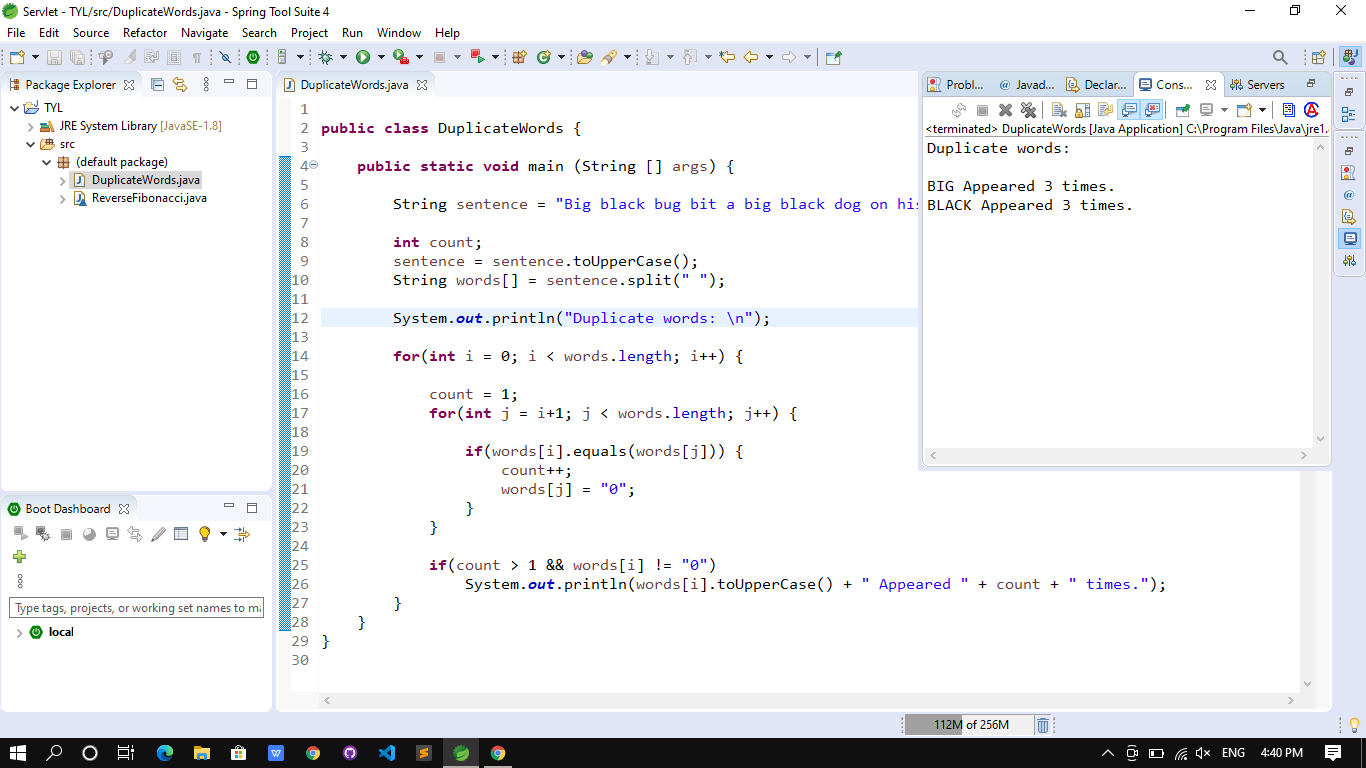 Servlet - TYL/src/DuplicateWords.java - Spring Tool Suite 4
File Edit Source Refactor Navigate Search Project Run Window Help
Package Explorer
TYL
JRE System Library [JavaSE-1.8]
src
(default package)
DuplicateWords.java
ReverseFibonacci.java
Boot Dashboard
Type tags, projects, or working set names to ma
local
DuplicateWords.java
1
2 public class DuplicateWords {
3
4 public static void main (String [] args) {
5
6 String sentence = "Big black bug bit a big black dog on his
7
8 int count;
9 sentence = sentence.toUpperCase();
10 String words[] = sentence.split(" ");
11
12 System.out.println("Duplicate words: \n");
13
14 for(int i = 0; i < words.length; i++) {
15
16 count = 1;
17 for(int j = i+1; j < words.length; j++) {
18
19 if(words[i].equals(words[j])) {
20 count++;
21 words[j] = "0";
22 }
23 }
24
25 if(count > 1 && words[i] != "0")
26 System.out.println(words[i].toUpperCase() + " Appeared " + count + " times.");
27 }
28 }
29 }
30
Probl... @ Javad... Declar... Cons... Servers
<terminated> DuplicateWords [Java Application] C:\Program Files\Java\jre1.
Duplicate words:
BIG Appeared 3 times.
BLACK Appeared 3 times.
112M of 256M
ENG 4:40 PM